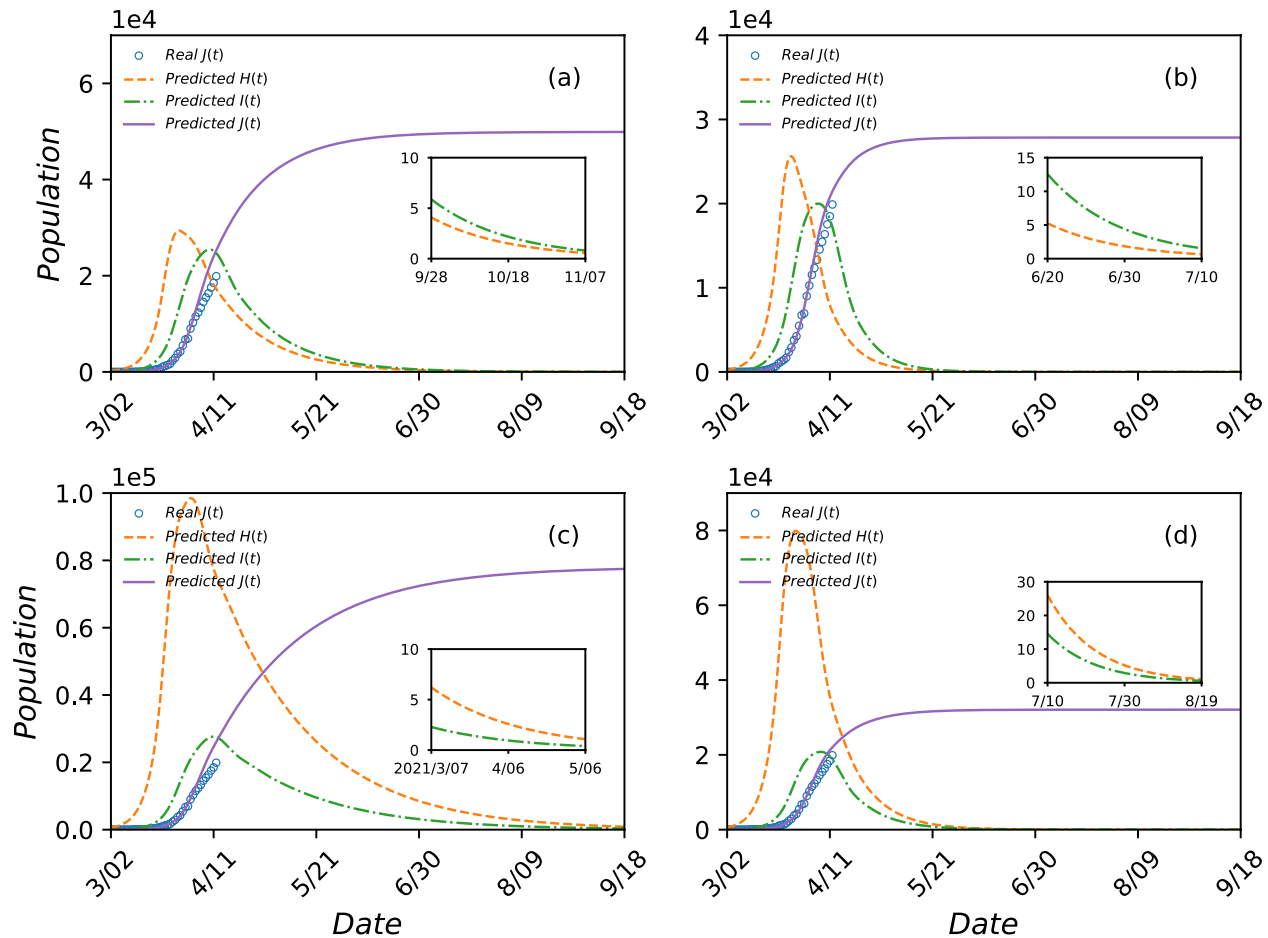 1e4
Population
6
4
2
0
Real J(t)
Predicted H(t)
Predicted I(t)
Predicted J(t)
(a)
10
5
0
9/28 10/18 11/07
3/02 4/11 5/21 6/30 8/09 9/18
1e4
4
3
2
1
0
Real J(t)
Predicted H(t)
Predicted I(t)
Predicted J(t)
(b)
15
10
5
0
6/20 6/30 7/10
3/02 4/11 5/21 6/30 8/09 9/18
1e5
Population
1.0
0.8
0.6
0.4
0.2
0.0
Real J(t)
Predicted H(t)
Predicted I(t)
Predicted J(t)
(c)
10
5
0
2021/3/07 4/06 5/06
3/02 4/11 5/21 6/30 8/09 9/18
Date
1e4
8
6
4
2
0
Real J(t)
Predicted H(t)
Predicted I(t)
Predicted J(t)
(d)
30
20
10
0
7/10 7/30 8/19
3/02 4/11 5/21 6/30 8/09 9/18
Date